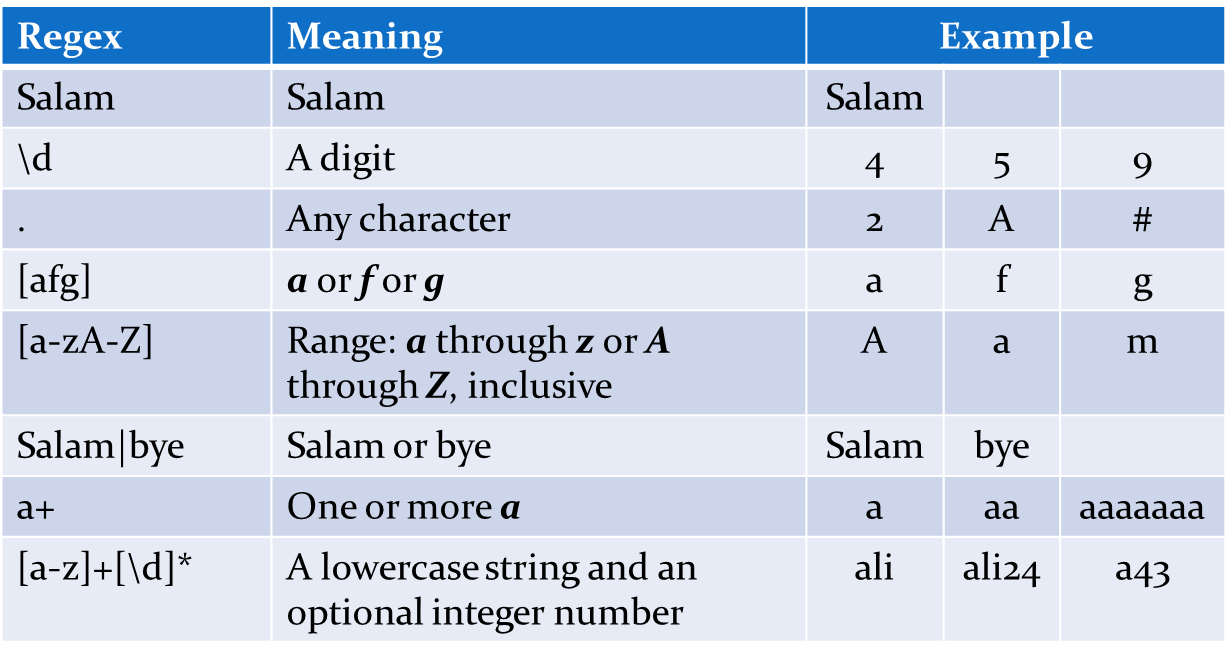 Regex Meaning Example
Salam Salam Salam
\d A digit 4 5 9
. Any character 2 A #
[afg] a or f or g a f g
[a-zA-Z] Range: a through z or A A a m
through Z, inclusive
Salam|bye Salam or bye Salam bye
a+ One or more a a aa aaaaaaa
[a-z]+[\d]* A lowercase string and an ali ali24 a43
optional integer number